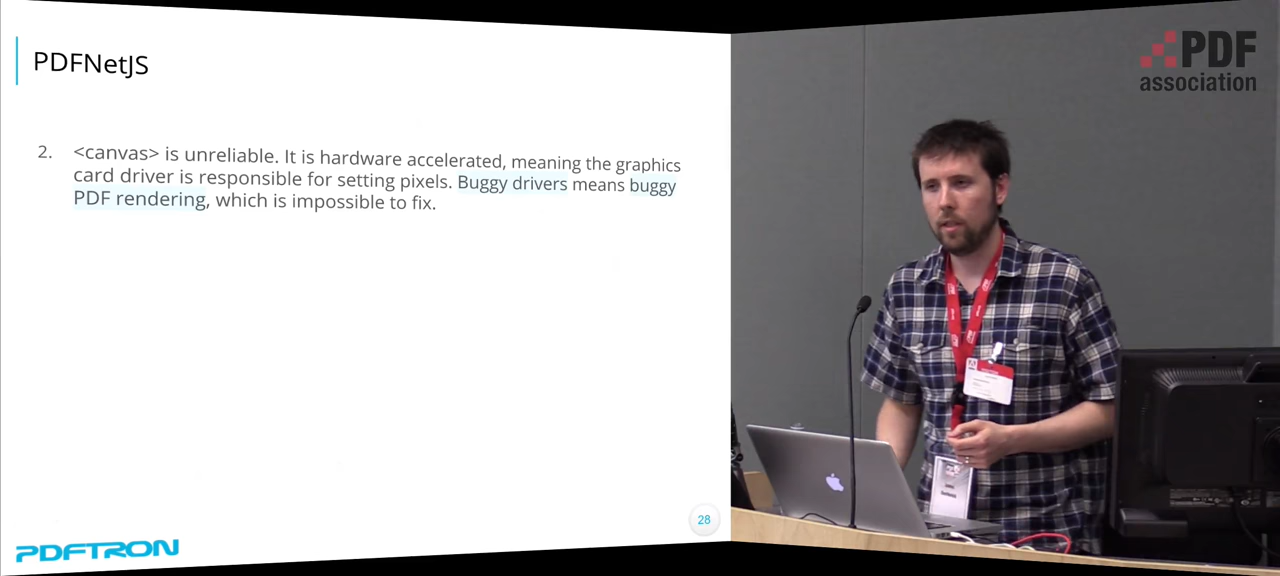 PDFNetJS
2. <canvas> is unreliable. It is hardware accelerated, meaning the graphics
card driver is responsible for setting pixels. Buggy drivers means buggy
PDF rendering, which is impossible to fix.
28
PDFTRON
PDF
association